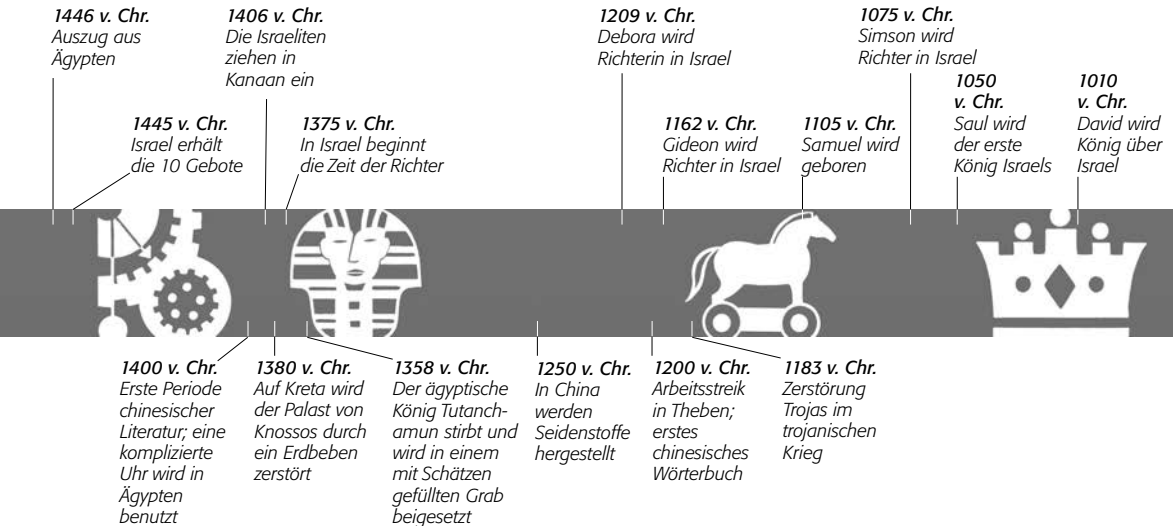 1446 v. Chr.
Auszug aus
Ägypten
1445 v. Chr.
Israel erhält
die 10 Gebote
1406 v. Chr.
Die Israeliten
ziehen in
Kanaan ein
1375 v. Chr.
In Israel beginnt
die Zeit der Richter
1209 v. Chr.
Debora wird
Richterin in Israel
1162 v. Chr.
Gideon wird
Richter in Israel
1105 v. Chr.
Samuel wird
geboren
1075 v. Chr.
Simson wird
Richter in Israel
1050
v. Chr.
Saul wird
der erste
König Israels
1010
v. Chr.
David wird
König über
Israel
1400 v. Chr.
Erste Periode
chinesischer
Literatur; eine
komplizierte
Uhr wird in
Ägypten
benutzt
1380 v. Chr.
Auf Kreta wird
der Palast von
Knossos durch
ein Erdbeben
zerstört
1358 v. Chr.
Der ägyptische
König Tutanch-
amun stirbt und
wird in einem
mit Schätzen
gefüllten Grab
beigesetzt
1250 v. Chr.
In China
werden
Seidenstoffe
hergestellt
1200 v. Chr.
Arbeitsstreik
in Theben;
erstes
chinesisches
Wörterbuch
1183 v. Chr.
Zerstörung
Trojas im
trojanischen
Krieg